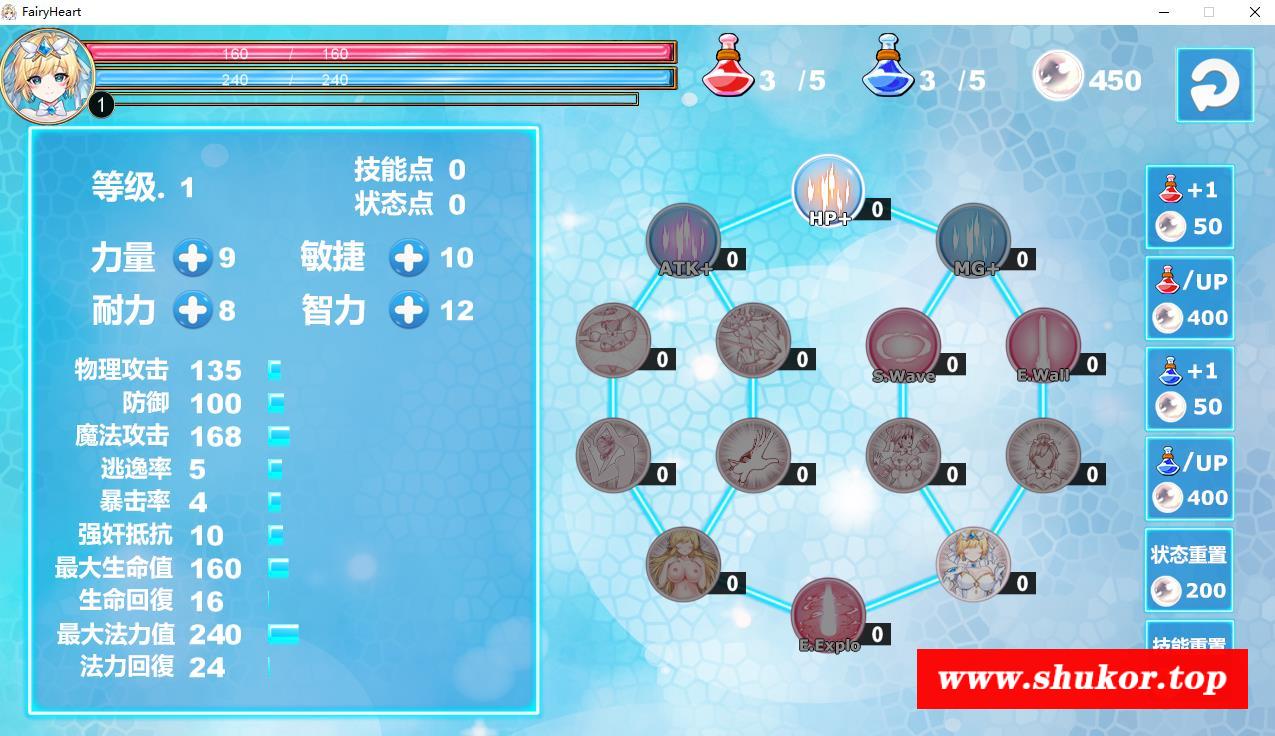 FairyHeart
160 / 160
240 / 240
1
3 /5
3 /5
450
等级. 1
技能点 0
状态点 0
力量 9
敏捷 10
耐力 8
智力 12
物理攻击 135
防御 100
魔法攻击 168
逃逸率 5
暴击率 4
强奸抵抗 10
最大生命值 160
生命回復 16
最大法力值 240
法力回復 24
HP+ 0
ATK+ 0
MG+ 0
0
0
S.Wave 0
E.Wall 0
0
0
0
0
0
0
E.Explo 0
+1
50
/UP
400
+1
50
/UP
400
状态重置
200
技能重置
www.shukor.top